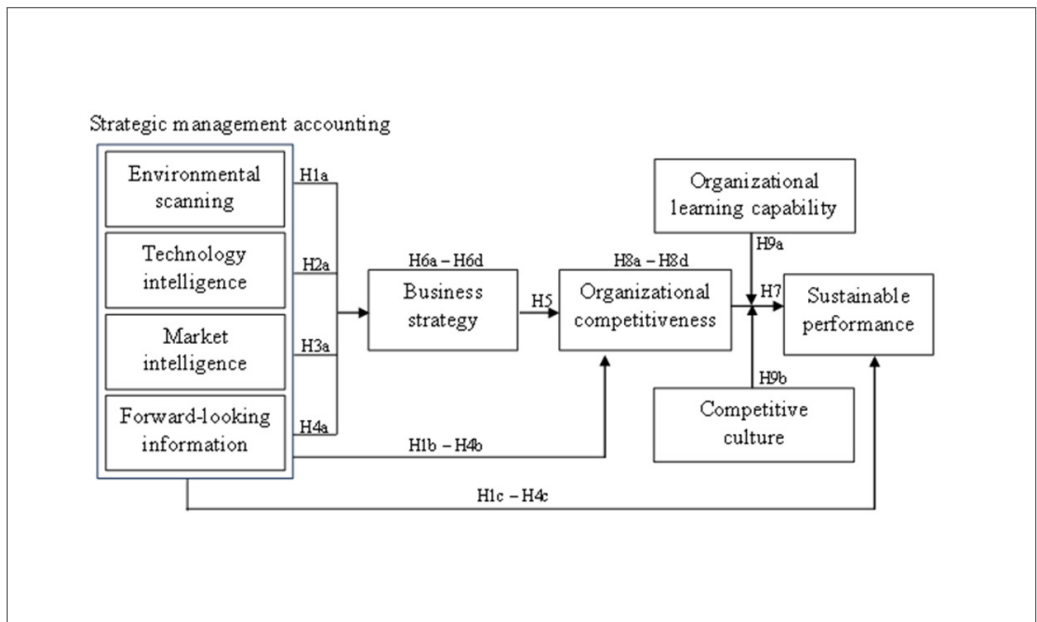 Strategic management accounting
Environmental
scanning
Technology
intelligence
Market
intelligence
Forward-looking
information
H1a
H2a
H3a
H4a
H6a – H6d
Business
strategy
H5
H8a – H8d
Organizational
competitiveness
Organizational
learning capability
H9a
H7
Sustainable
performance
H9b
Competitive
culture
H1b – H4b
H1c – H4c